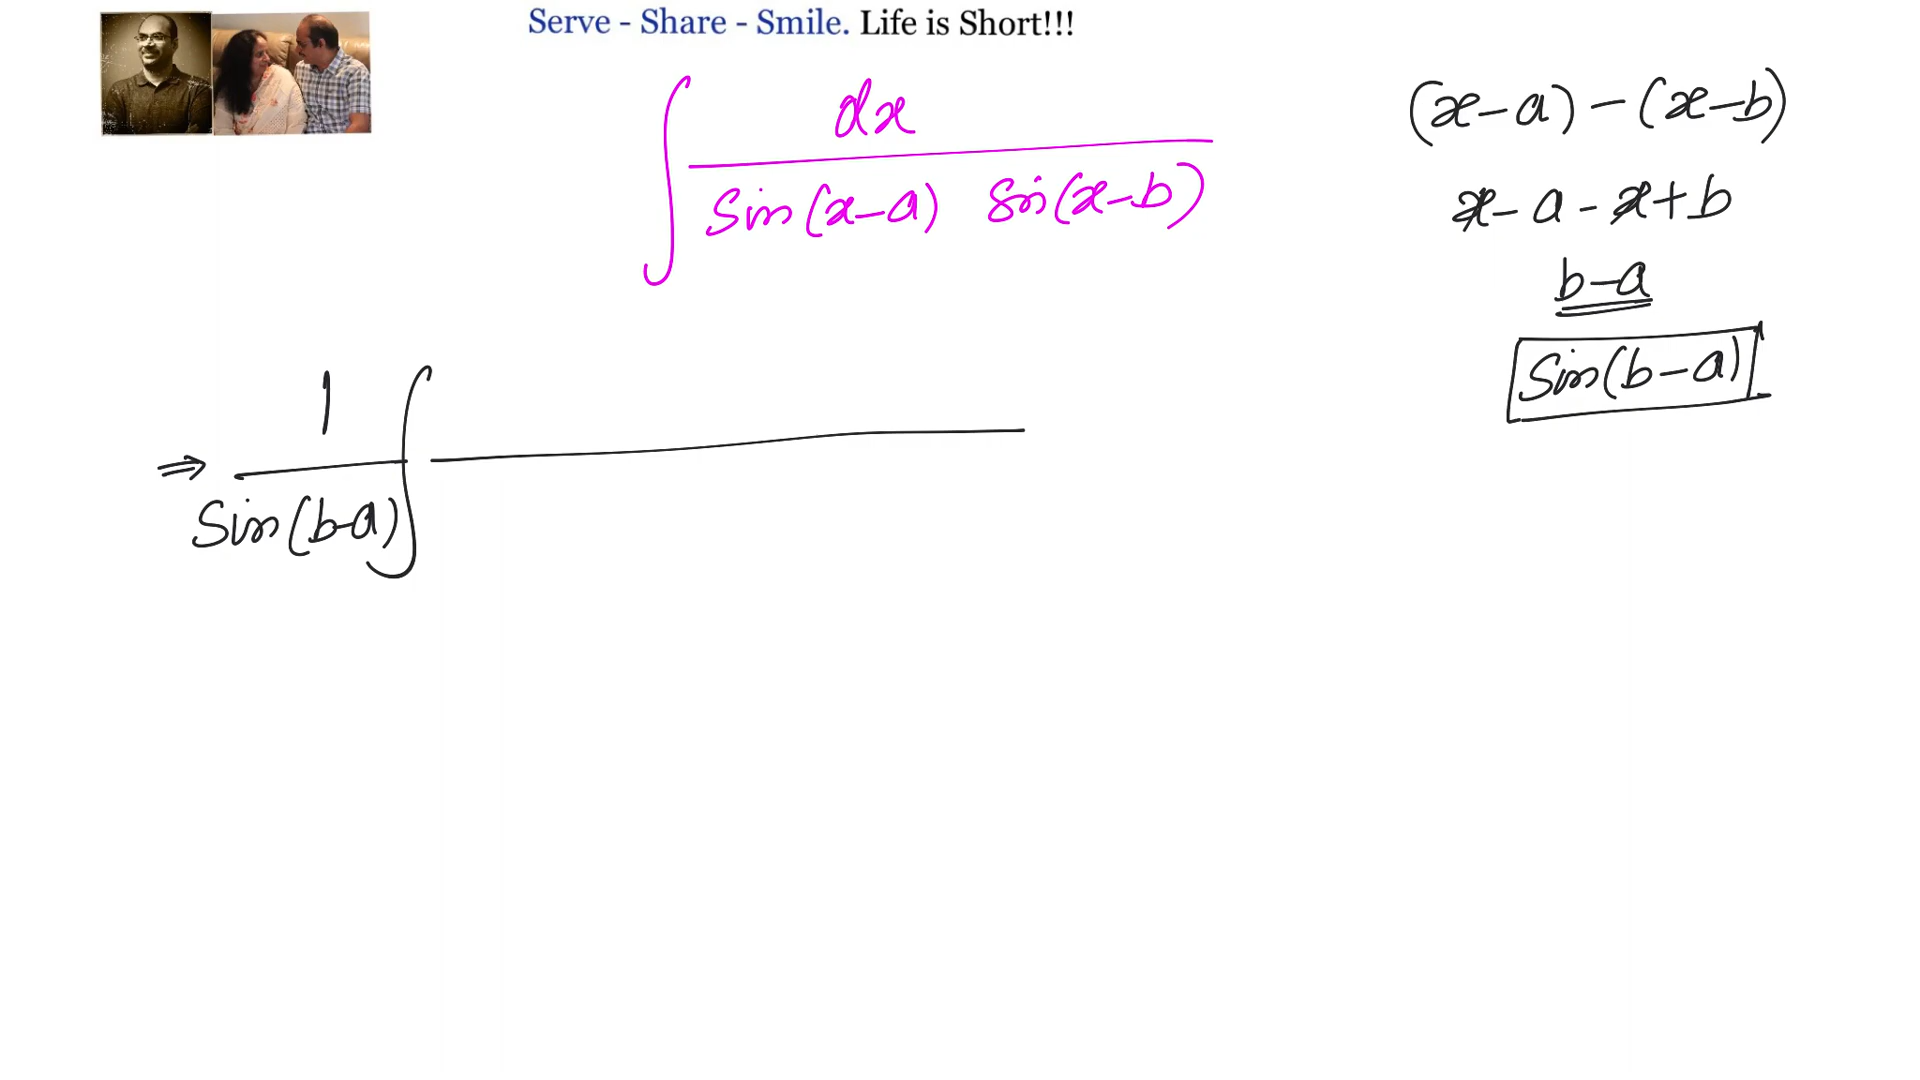 Serve - Share - Smile. Life is Short!!!
∫ dx / Sin(x-a) Sin(x-b)
(x-a) - (x-b)
x - a - x + b
b-a
Sin(b-a)
⇒ 1 / Sin(b-a) ∫